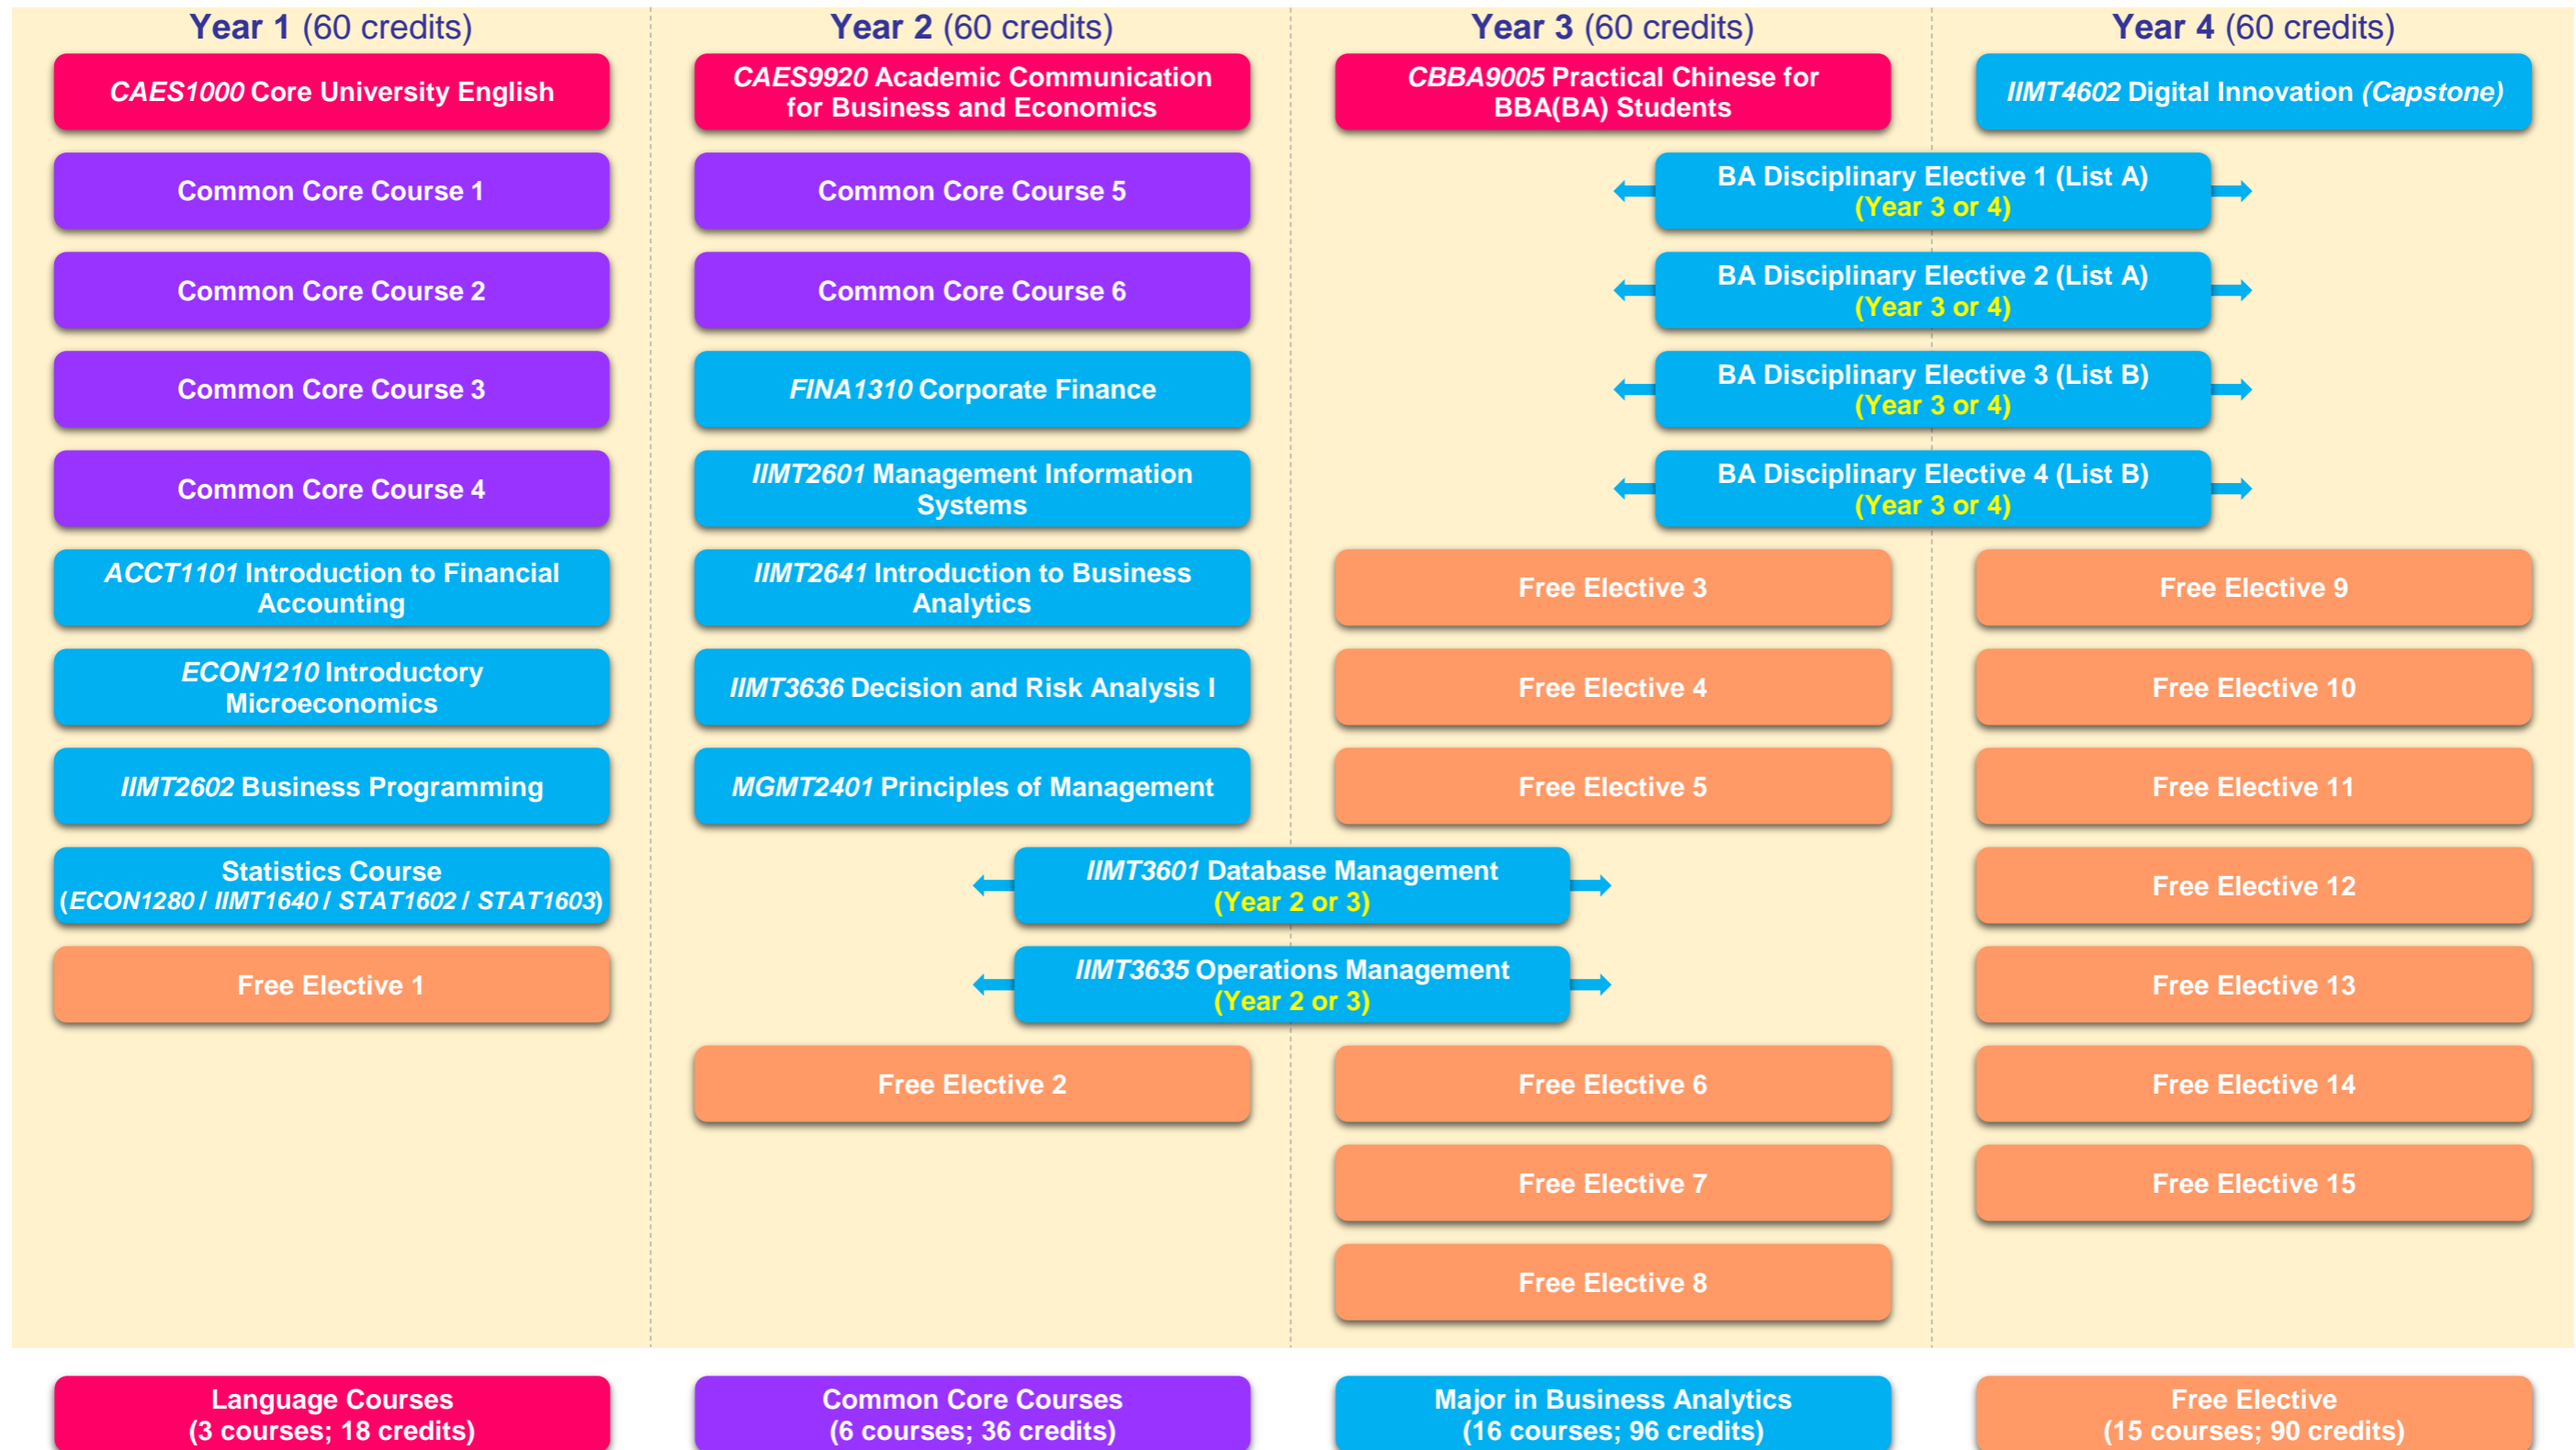 Year 1 (60 credits)
CAES1000 Core University English
Common Core Course 1
Common Core Course 2
Common Core Course 3
Common Core Course 4
ACCT1101 Introduction to Financial
Accounting
ECON1210 Introductory
Microeconomics
IIMT2602 Business Programming
Statistics Course
(ECON1280 / IIMT1640 / STAT1602 / STAT1603)
Free Elective 1
Year 2 (60 credits)
CAES9920 Academic Communication
for Business and Economics
Common Core Course 5
Common Core Course 6
FINA1310 Corporate Finance
IIMT2601 Management Information
Systems
IIMT2641 Introduction to Business
Analytics
IIMT3636 Decision and Risk Analysis I
MGMT2401 Principles of Management
IIMT3601 Database Management
(Year 2 or 3)
IIMT3635 Operations Management
(Year 2 or 3)
Free Elective 2
Year 3 (60 credits)
CBBA9005 Practical Chinese for
BBA(BA) Students
BA Disciplinary Elective 1 (List A)
(Year 3 or 4)
BA Disciplinary Elective 2 (List A)
(Year 3 or 4)
BA Disciplinary Elective 3 (List B)
(Year 3 or 4)
BA Disciplinary Elective 4 (List B)
(Year 3 or 4)
Free Elective 3
Free Elective 4
Free Elective 5
Free Elective 6
Free Elective 7
Free Elective 8
Year 4 (60 credits)
IIMT4602 Digital Innovation (Capstone)
Free Elective 9
Free Elective 10
Free Elective 11
Free Elective 12
Free Elective 13
Free Elective 14
Free Elective 15
Language Courses
(3 courses; 18 credits)
Common Core Courses
(6 courses; 36 credits)
Major in Business Analytics
(16 courses; 96 credits)
Free Elective
(15 courses; 90 credits)